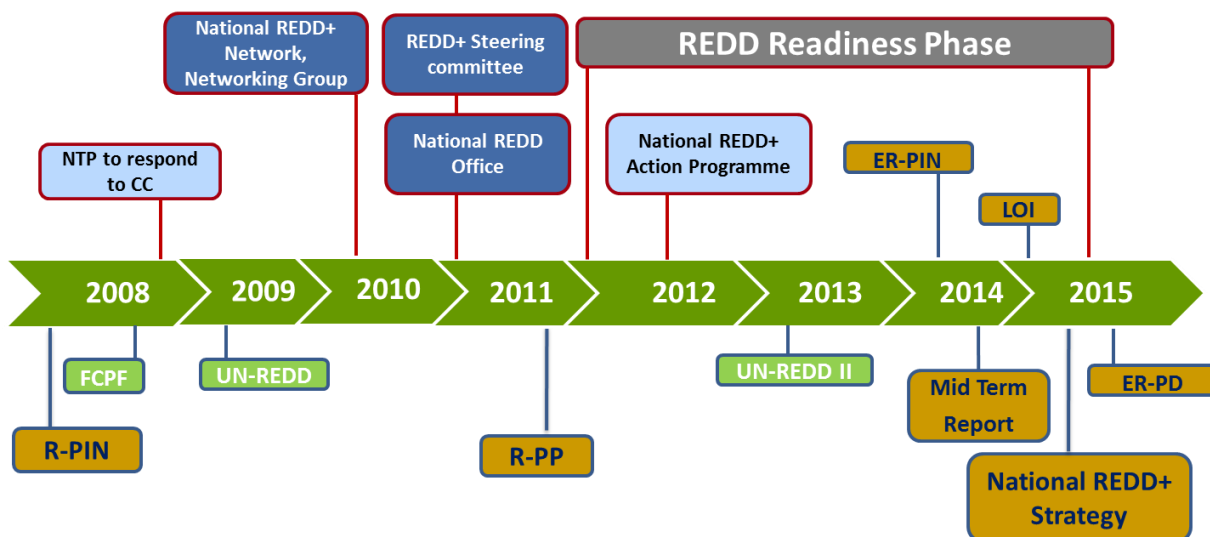 National REDD+
Network,
Networking Group
REDD+ Steering
committee
REDD Readiness Phase
National REDD
Office
National REDD+
Action Programme
NTP to respond
to CC
ER-PIN
LOI
2008
2009
2010
2011
2012
2013
2014
2015
FCPF
UN-REDD
UN-REDD II
ER-PD
Mid Term
Report
R-PIN
R-PP
National REDD+
Strategy